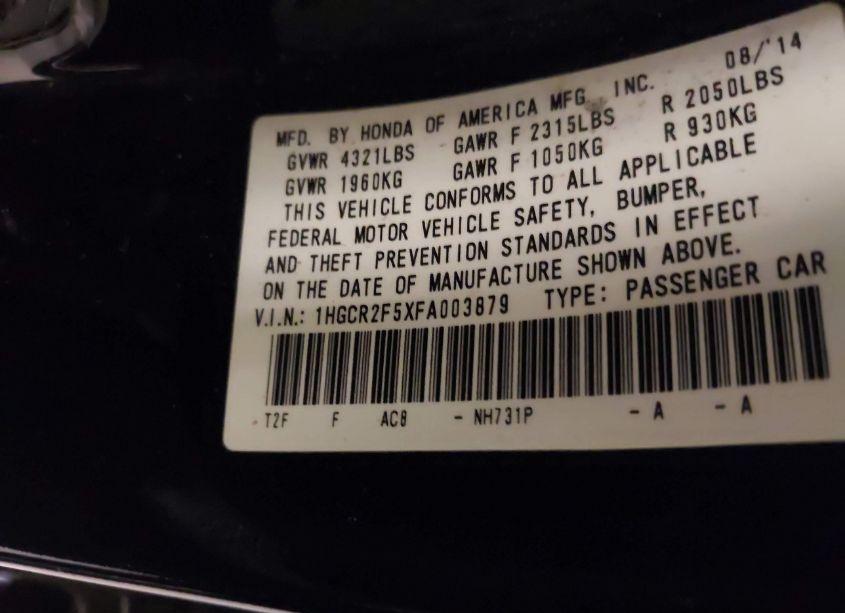 MFD. BY HONDA OF AMERICA MFG. INC. 08/'14
GVWR 4321LBS GAWR F 2315LBS R 2050LBS
GVWR 1960KG GAWR F 1050KG R 930KG
THIS VEHICLE CONFORMS TO ALL APPLICABLE
FEDERAL MOTOR VEHICLE SAFETY, BUMPER,
AND THEFT PREVENTION STANDARDS IN EFFECT
ON THE DATE OF MANUFACTURE SHOWN ABOVE.
V.I.N.: 1HGCR2F5XFA003879 TYPE: PASSENGER CAR
T2F F AC8 - NH731P - A - A